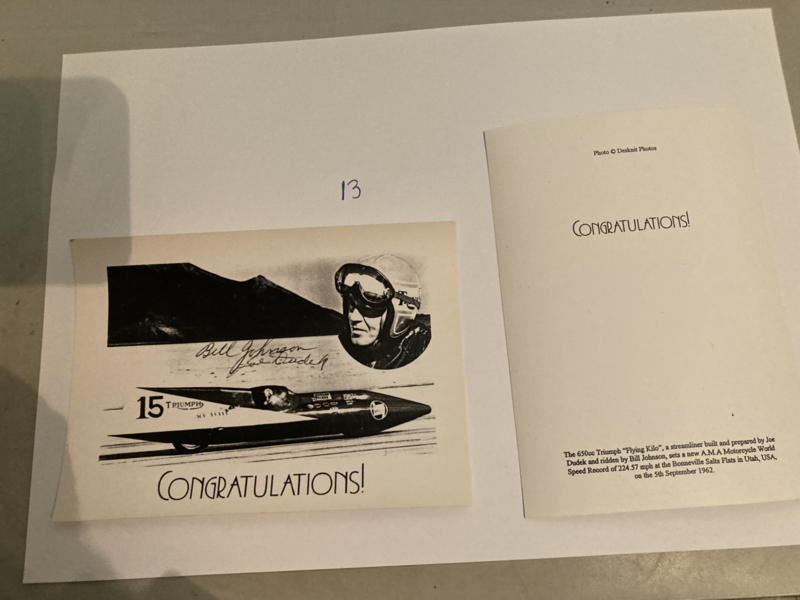 13
Bill Johnson
Joe Dudek
15 TRIUMPH
CONGRATULATIONS!
Photo © Desknit Photos
CONGRATULATIONS!
The 650cc Triumph "Flying Kilo", a streamliner built and prepared by Joe
Dudek and ridden by Bill Johnson, sets a new A.M.A Motorcycle World
Speed Record of 224.57 mph at the Bonneville Salts Flats in Utah, USA,
on the 5th September 1962.